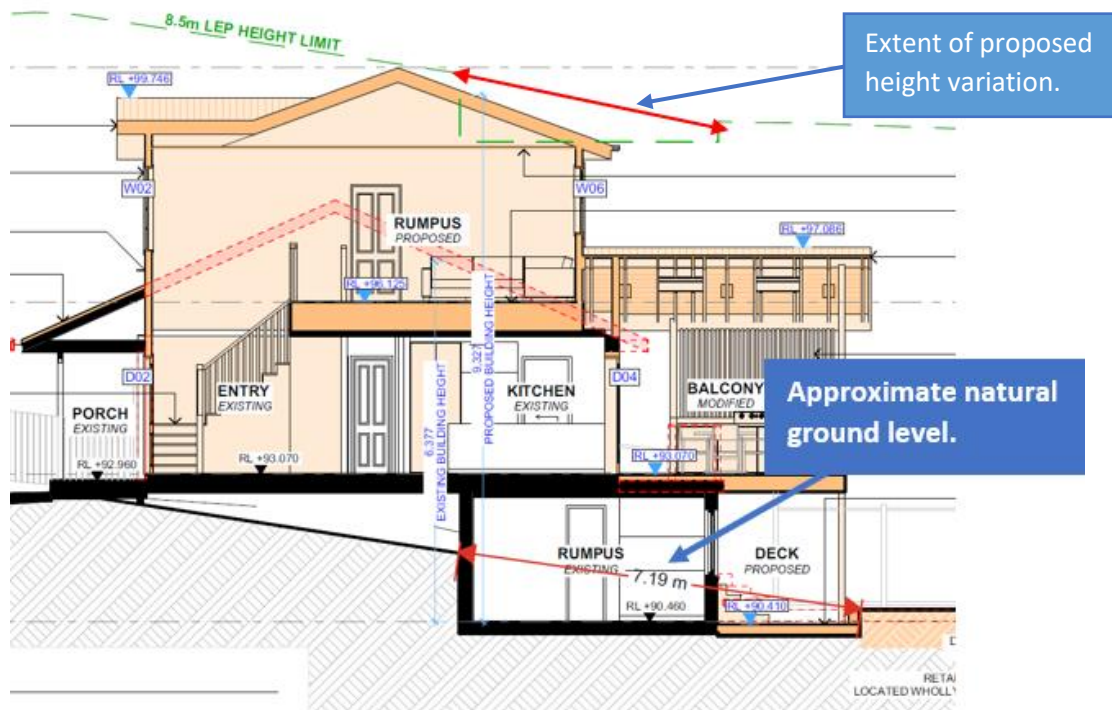 8.5m LEP HEIGHT LIMIT
Extent of proposed
height variation.
RL +99.746
W02
W06
RUMPUS
PROPOSED
RL +97.086
RL +96.125
9.327
PROPOSED BUILDING HEIGHT
6.377
EXISTING BUILDING HEIGHT
D02
ENTRY
EXISTING
KITCHEN
EXISTING
D04
BALCONY
MODIFIED
PORCH
EXISTING
Approximate natural
ground level.
RL +92.960
RL +93.070
RL +93.070
RUMPUS
EXISTING
7.19 m
DECK
PROPOSED
RL +90.460
RL +90.410
D
RETA
LOCATED WHOLLY